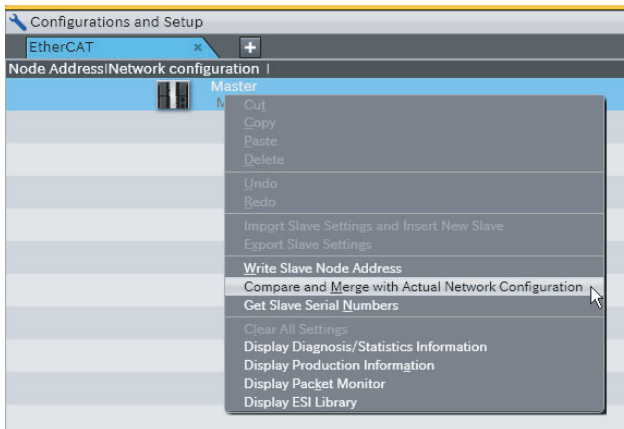 Configurations and Setup
EtherCAT
Node Address|Network configuration |
Master
M
Cut
Copy
Paste
Delete
Undo
Redo
Import Slave Settings and Insert New Slave
Export Slave Settings
Write Slave Node Address
Compare and Merge with Actual Network Configuration
Get Slave Serial Numbers
Clear All Settings
Display Diagnosis/Statistics Information
Display Production Information
Display Packet Monitor
Display ESI Library